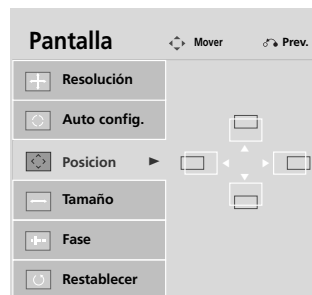 Pantalla
Mover
Prev.
Resolución
Auto config.
Posicion
Tamaño
Fase
Restablecer